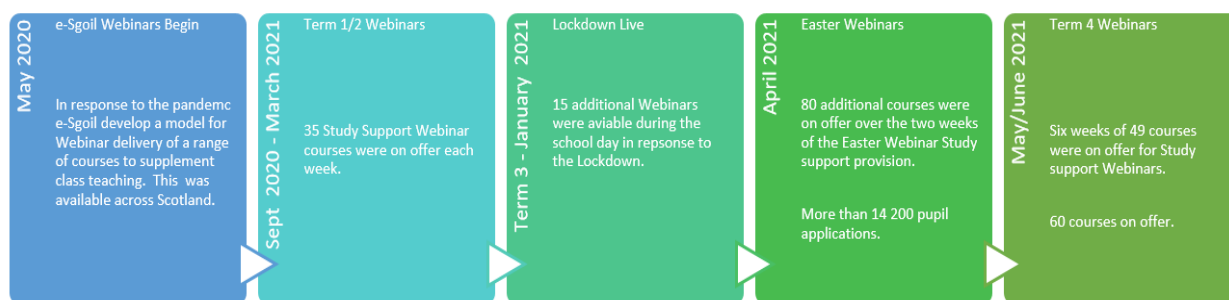 May 2020
e-Sgoil Webinars Begin
In response to the pandemc
e-Sgoil develop a model for
Webinar delivery of a range
of courses to supplement
class teaching. This was
available across Scotland.
Sept 2020 - March 2021
Term 1/2 Webinars
35 Study Support Webinar
courses were on offer each
week.
Term 3 - January 2021
Lockdown Live
15 additional Webinars
were aviable during the
school day in repsonse to
the Lockdown.
April 2021
Easter Webinars
80 additional courses were
on offer over the two weeks
of the Easter Webinar Study
support provision.
More than 14 200 pupil
applications.
May/June 2021
Term 4 Webinars
Six weeks of 49 courses
were on offer for Study
support Webinars.
60 courses on offer.